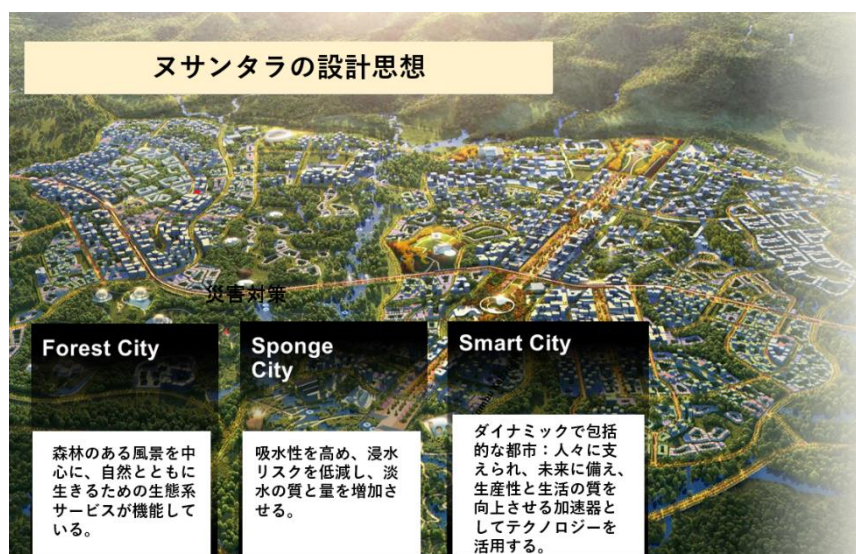 ヌサンタラの設計思想
災害対策
Forest City
森林のある風景を中
心に、自然とともに
生きるための生態系
サービスが機能して
いる。
Sponge
City
吸水性を高め、浸水
リスクを低減し、淡
水の質と量を増加さ
せる。
Smart City
ダイナミックで包括
的な都市：人々に支
えられ、未来に備え、
生産性と生活の質を
向上させる加速器と
してテクノロジーを
活用する。